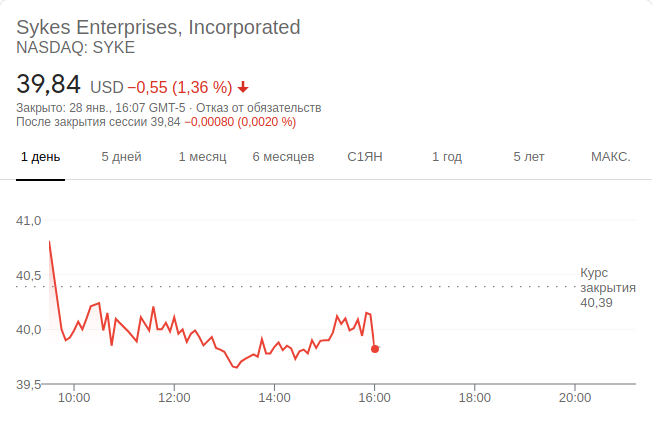 Sykes Enterprises, Incorporated
NASDAQ: SYKE
39,84 USD −0,55 (1,36 %)
Закрыто: 28 янв., 16:07 GMT-5 · Отказ от обязательств
После закрытия сессии 39,84 −0,00080 (0,0020 %)
1 день 5 дней 1 месяц 6 месяцев С1ЯН 1 год 5 лет МАКС.
41,0
40,5
Курс
закрытия
40,39
40,0
39,5
10:00 12:00 14:00 16:00 18:00 20:00